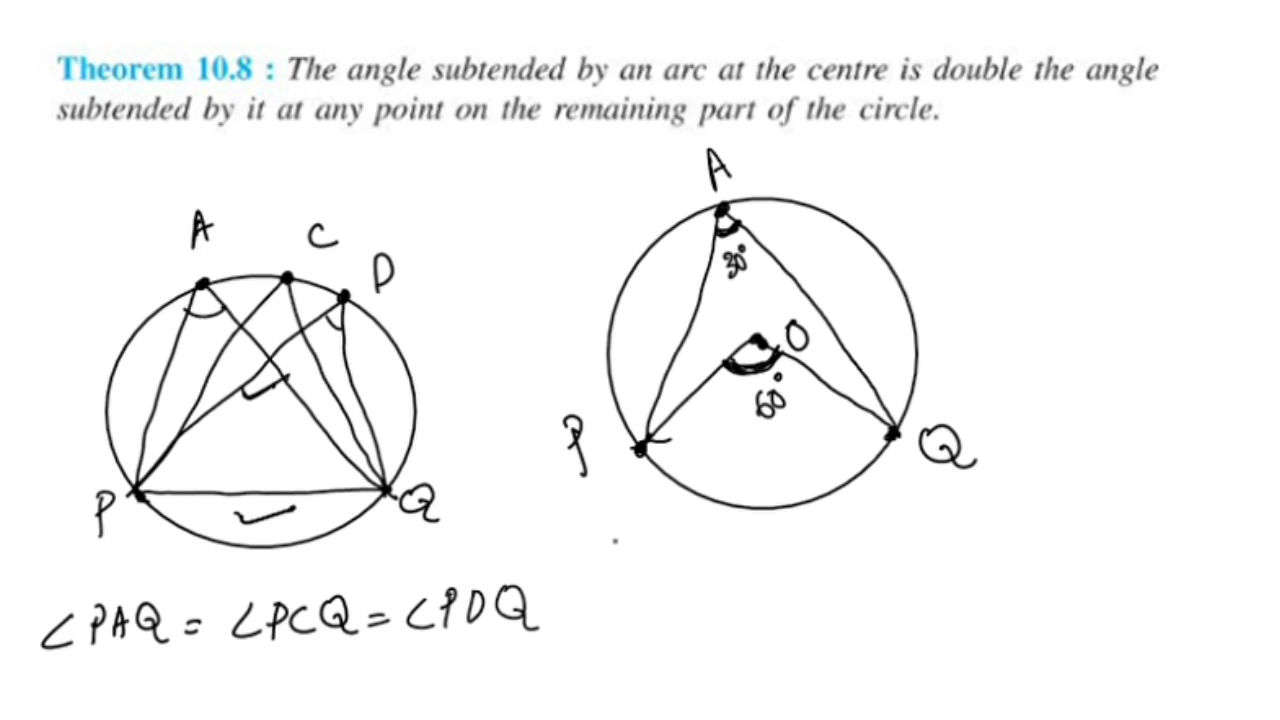 Theorem 10.8 : The angle subtended by an arc at the centre is double the angle
subtended by it at any point on the remaining part of the circle.
A
A
C
D
30°
O
60°
P
Q
P
Q
∠PAQ = ∠PCQ = ∠PDQ